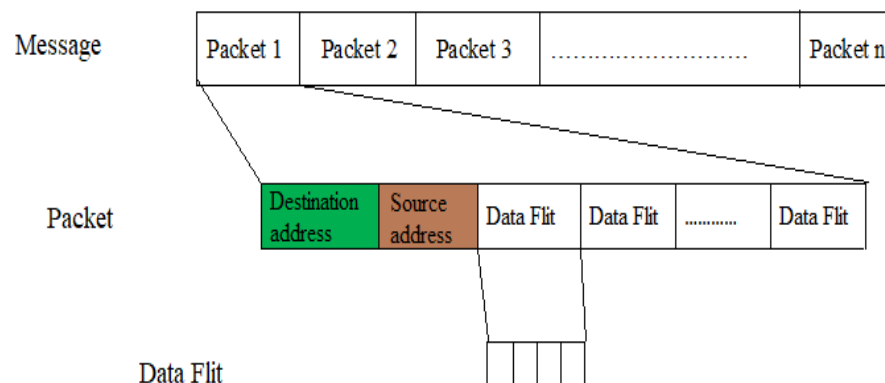 Message
Packet 1
Packet 2
Packet 3
...........................
Packet n
Packet
Destination
address
Source
address
Data Flit
Data Flit
............
Data Flit
Data Flit